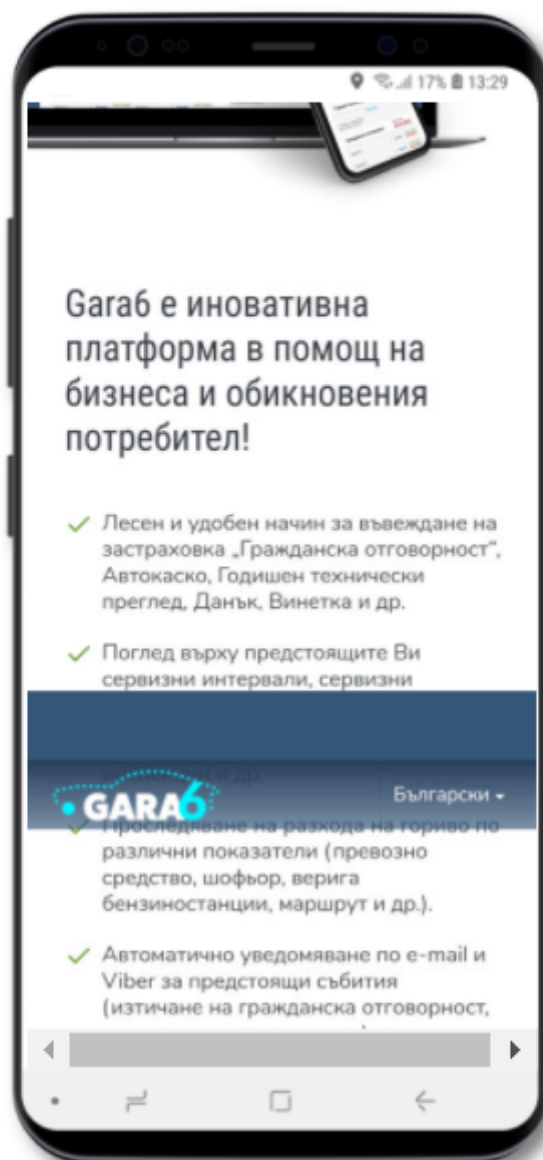 17% 13:29
Gara6 е иновативна
платформа в помощ на
бизнеса и обикновения
потребител!
Лесен и удобен начин за въвеждане на
застраховка „Гражданска отговорност“,
Автокаско, Годишен технически
преглед, Данък, Винетка и др.
Поглед върху предстоящите Ви
сервизни интервали, сервизни
и др.
GARA6
Български
Проследяване на разхода на гориво по
различни показатели (превозно
средство, шофьор, верига
бензиностанции, маршрут и др.).
Автоматично уведомяване по e-mail и
Viber за предстоящи събития
(изтичане на гражданска отговорност,